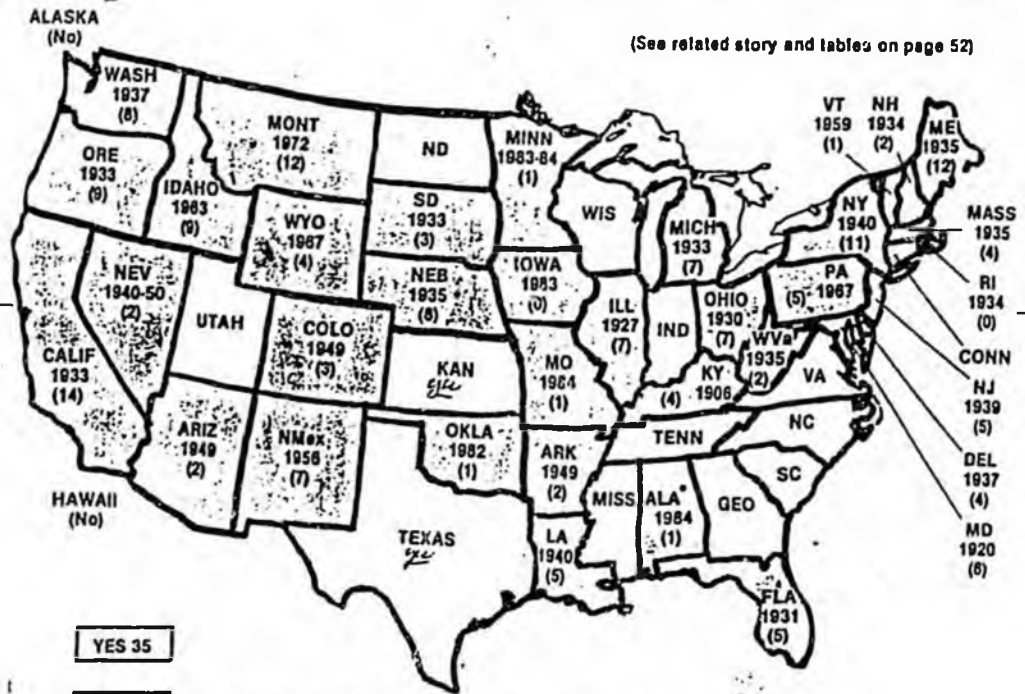 ALASKA
(No)
(See related story and tables on page 52)
WASH
1937
(8)
ORE
1933
(9)
IDAHO
1963
(9)
MONT
1972
(12)
ND
MINN
1983-84
(1)
SD
1933
(3)
WYO
1967
(4)
NEB
1935
(6)
IOWA
1983
(0)
WIS
MICH
1933
(7)
VT
1959
(1)
NH
1934
(2)
ME
1935
(12)
NY
1940
(11)
MASS
1935
(4)
RI
1934
(0)
CONN
NJ
1939
(5)
DEL
1937
(4)
MD
1920
(6)
PA
(5) 1967
NEV
1940-50
(2)
UTAH
COLO
1949
(3)
CALIF
1933
(14)
ARIZ
1949
(2)
NMex
1956
(7)
KAN
OKLA
1982
(1)
MO
1984
(1)
ILL
1927
(7)
IND
OHIO
1930
(7)
WVa
1935
(2)
KY
(4) 1906
VA
NC
TENN
SC
ARK
1949
(2)
MISS
ALA*
1984
(1)
GEO
LA
1940
(5)
TEXAS
FLA
1931
(5)
HAWAII
(No)
YES 35